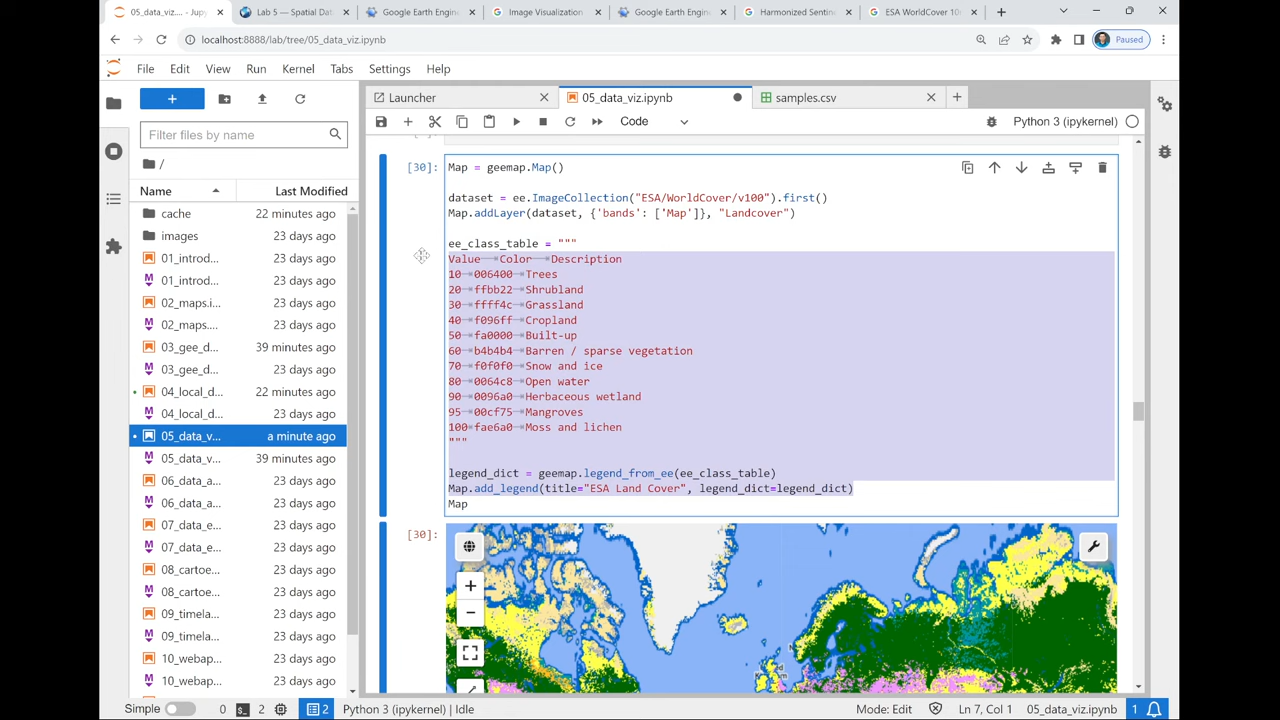 05_data_viz.... - Jupy
Lab 5 — Spatial Dat
Google Earth Engine
Image Visualization
Google Earth Engine
Harmonized Sentine
ESA WorldCover 10
localhost:8888/lab/tree/05_data_viz.ipynb
Paused
File Edit View Run Kernel Tabs Settings Help
Launcher
05_data_viz.ipynb
samples.csv
Code
Python 3 (ipykernel)
Filter files by name
/
Name Last Modified
cache 22 minutes ago
images 23 days ago
01_introd... 23 days ago
01_introd... 23 days ago
02_maps.i... 23 days ago
02_maps.... 23 days ago
03_gee_d... 39 minutes ago
03_gee_d... 23 days ago
04_local_d... 22 minutes ago
04_local_d... 23 days ago
05_data_v... a minute ago
05_data_v... 39 minutes ago
06_data_a... 23 days ago
06_data_a... 23 days ago
07_data_e... 23 days ago
07_data_e... 23 days ago
08_cartoe... 23 days ago
08_cartoe... 23 days ago
09_timela... 23 days ago
09_timela... 23 days ago
10_webap... 23 days ago
10_webap... 23 days ago
[30]: Map = geemap.Map()
dataset = ee.ImageCollection("ESA/WorldCover/v100").first()
Map.addLayer(dataset, {'bands': ['Map']}, "Landcover")
ee_class_table = """
Value Color Description
10 006400 Trees
20 ffbb22 Shrubland
30 ffff4c Grassland
40 f096ff Cropland
50 fa0000 Built-up
60 b4b4b4 Barren / sparse vegetation
70 f0f0f0 Snow and ice
80 0064c8 Open water
90 0096a0 Herbaceous wetland
95 00cf75 Mangroves
100 fae6a0 Moss and lichen
"""
legend_dict = geemap.legend_from_ee(ee_class_table)
Map.add_legend(title="ESA Land Cover", legend_dict=legend_dict)
Map
[30]:
+
−
Simple 0 2 2 Python 3 (ipykernel) | Idle
Mode: Edit Ln 7, Col 1 05_data_viz.ipynb 1